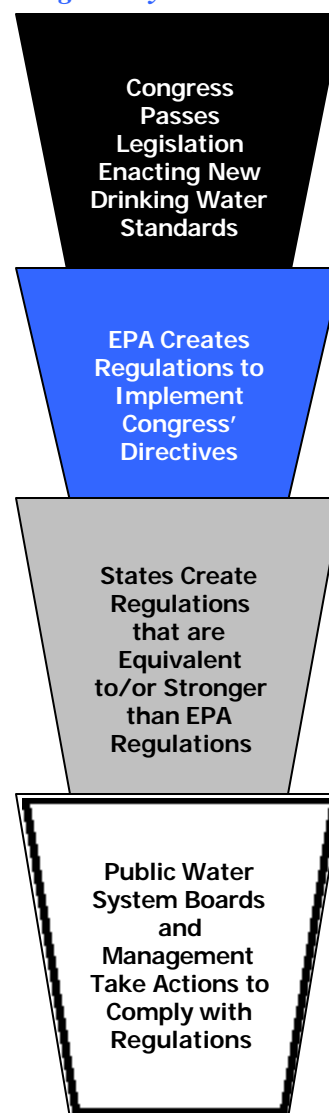 Congress
Passes
Legislation
Enacting New
Drinking Water
Standards
EPA Creates
Regulations to
Implement
Congress'
Directives
States Create
Regulations
that are
Equivalent
to/or Stronger
than EPA
Regulations
Public Water
System Boards
and
Management
Take Actions to
Comply with
Regulations